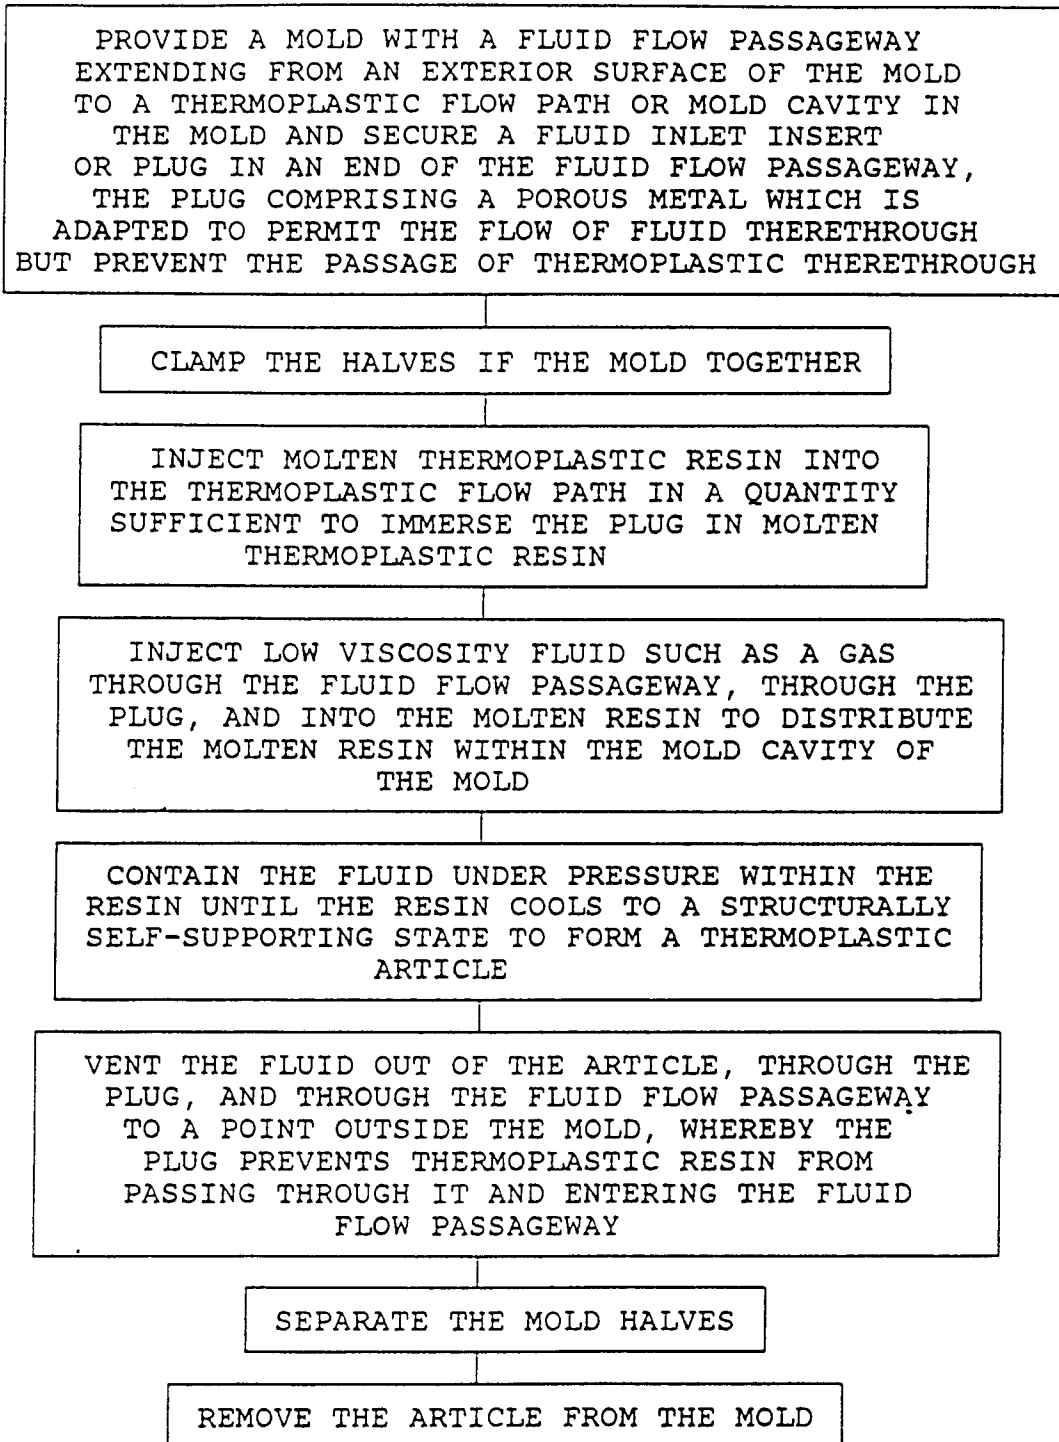 PROVIDE A MOLD WITH A FLUID FLOW PASSAGEWAY
EXTENDING FROM AN EXTERIOR SURFACE OF THE MOLD
TO A THERMOPLASTIC FLOW PATH OR MOLD CAVITY IN
THE MOLD AND SECURE A FLUID INLET INSERT
OR PLUG IN AN END OF THE FLUID FLOW PASSAGEWAY,
THE PLUG COMPRISING A POROUS METAL WHICH IS
ADAPTED TO PERMIT THE FLOW OF FLUID THERETHROUGH
BUT PREVENT THE PASSAGE OF THERMOPLASTIC THERETHROUGH
CLAMP THE HALVES IF THE MOLD TOGETHER
INJECT MOLTEN THERMOPLASTIC RESIN INTO
THE THERMOPLASTIC FLOW PATH IN A QUANTITY
SUFFICIENT TO IMMERSE THE PLUG IN MOLTEN
THERMOPLASTIC RESIN
INJECT LOW VISCOSITY FLUID SUCH AS A GAS
THROUGH THE FLUID FLOW PASSAGEWAY, THROUGH THE
PLUG, AND INTO THE MOLTEN RESIN TO DISTRIBUTE
THE MOLTEN RESIN WITHIN THE MOLD CAVITY OF
THE MOLD
CONTAIN THE FLUID UNDER PRESSURE WITHIN THE
RESIN UNTIL THE RESIN COOLS TO A STRUCTURALLY
SELF-SUPPORTING STATE TO FORM A THERMOPLASTIC
ARTICLE
VENT THE FLUID OUT OF THE ARTICLE, THROUGH THE
PLUG, AND THROUGH THE FLUID FLOW PASSAGEWAY
TO A POINT OUTSIDE THE MOLD, WHEREBY THE
PLUG PREVENTS THERMOPLASTIC RESIN FROM
PASSING THROUGH IT AND ENTERING THE FLUID
FLOW PASSAGEWAY
SEPARATE THE MOLD HALVES
REMOVE THE ARTICLE FROM THE MOLD